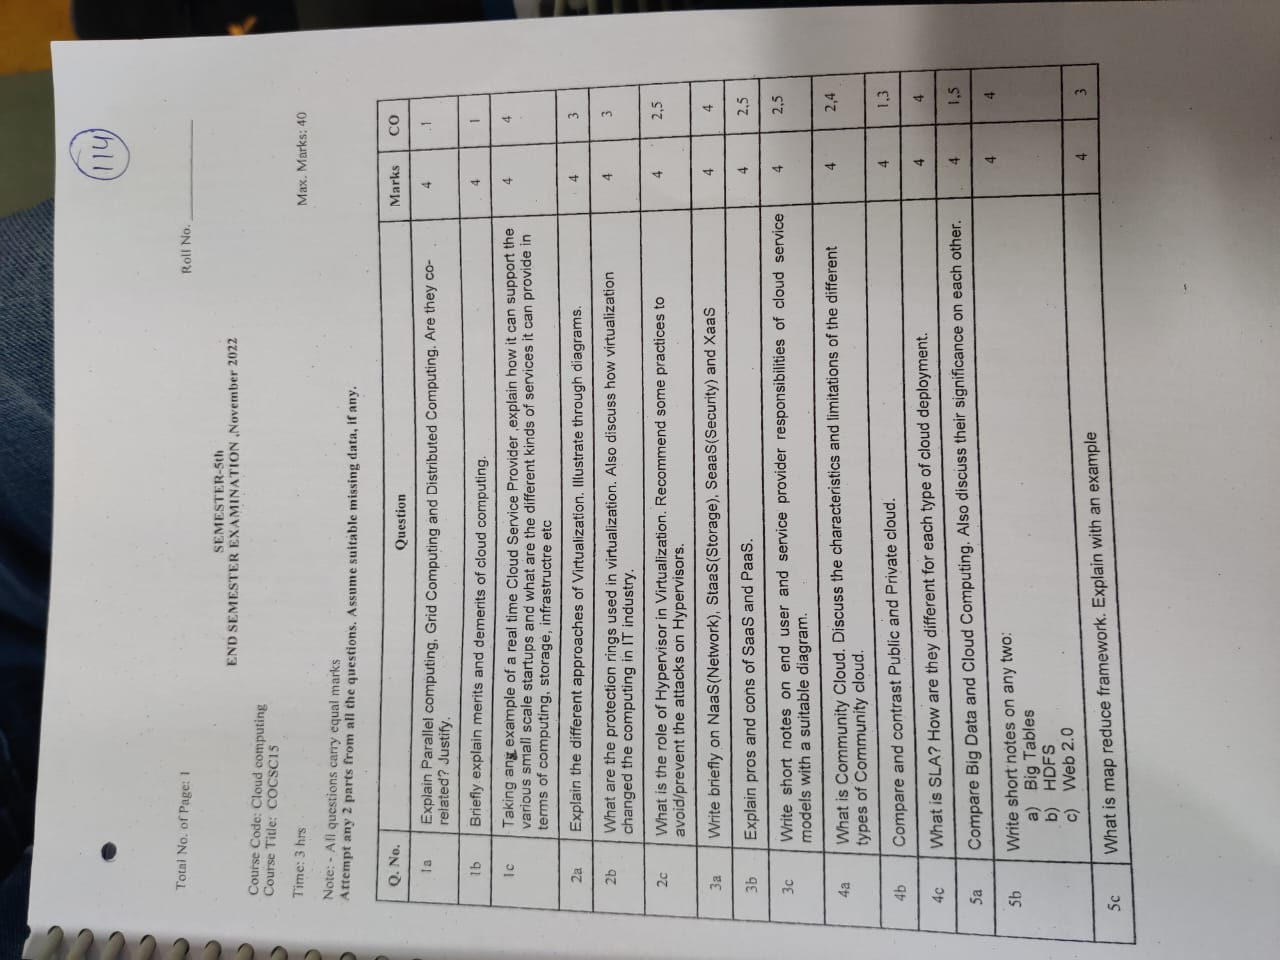 114
Total No. of Page: 1
Roll No.
SEMESTER-5th
END SEMESTER EXAMINATION ,November 2022
Course Code: Cloud computing
Course Title: COCSC15
Time: 3 hrs
Max. Marks: 40
Note: - All questions carry equal marks
Attempt any 2 parts from all the questions. Assume suitable missing data, if any.
Q. No. Question Marks CO
1a Explain Parallel computing, Grid Computing and Distributed Computing. Are they co- 4 1
related? Justify.
1b Briefly explain merits and demerits of cloud computing. 4 1
1c Taking any example of a real time Cloud Service Provider ,explain how it can support the 4 4
various small scale startups and what are the different kinds of services it can provide in
terms of computing, storage, infrastructre etc
2a Explain the different approaches of Virtualization. Illustrate through diagrams. 4 3
2b What are the protection rings used in virtualization. Also discuss how virtualization 4 3
changed the computing in IT industry.
2c What is the role of Hypervisor in Virtualization. Recommend some practices to 4 2,5
avoid/prevent the attacks on Hypervisors.
3a Write briefly on NaaS(Network), StaaS(Storage), SeaaS(Security) and XaaS 4 4
3b Explain pros and cons of SaaS and PaaS. 4 2,5
3c Write short notes on end user and service provider responsibilities of cloud service 4 2,5
models with a suitable diagram.
4a What is Community Cloud. Discuss the characteristics and limitations of the different 4 2,4
types of Community cloud.
4b Compare and contrast Public and Private cloud. 4 1,3
4c What is SLA? How are they different for each type of cloud deployment. 4 4
5a Compare Big Data and Cloud Computing. Also discuss their significance on each other. 4 1,5
5b Write short notes on any two: 4 4
a) Big Tables
b) HDFS
c) Web 2.0
5c What is map reduce framework. Explain with an example 4 3